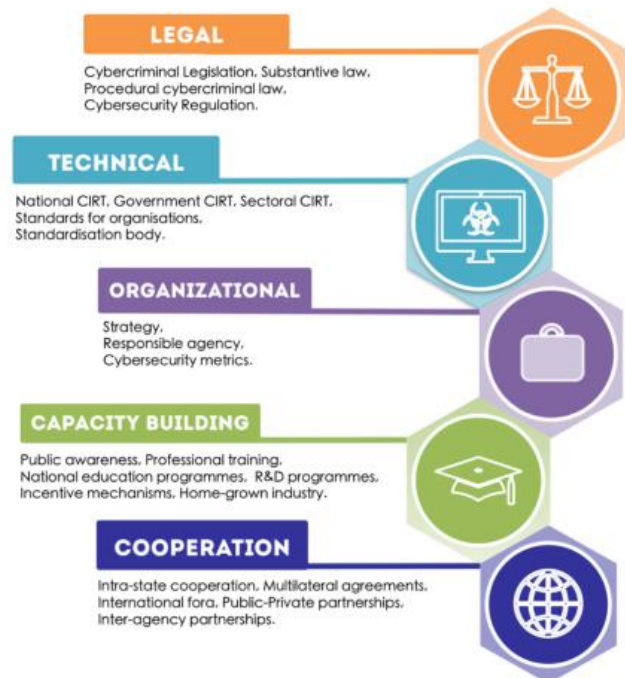 LEGAL
Cybercriminal Legislation, Substantive law,
Procedural cybercriminal law,
Cybersecurity Regulation.
TECHNICAL
National CIRT, Government CIRT, Sectoral CIRT,
Standards for organisations,
Standardisation body.
ORGANIZATIONAL
Strategy,
Responsible agency,
Cybersecurity metrics.
CAPACITY BUILDING
Public awareness, Professional training,
National education programmes, R&D programmes,
Incentive mechanisms, Home-grown industry.
COOPERATION
Intra-state cooperation, Multilateral agreements,
International fora, Public-Private partnerships,
Inter-agency partnerships.